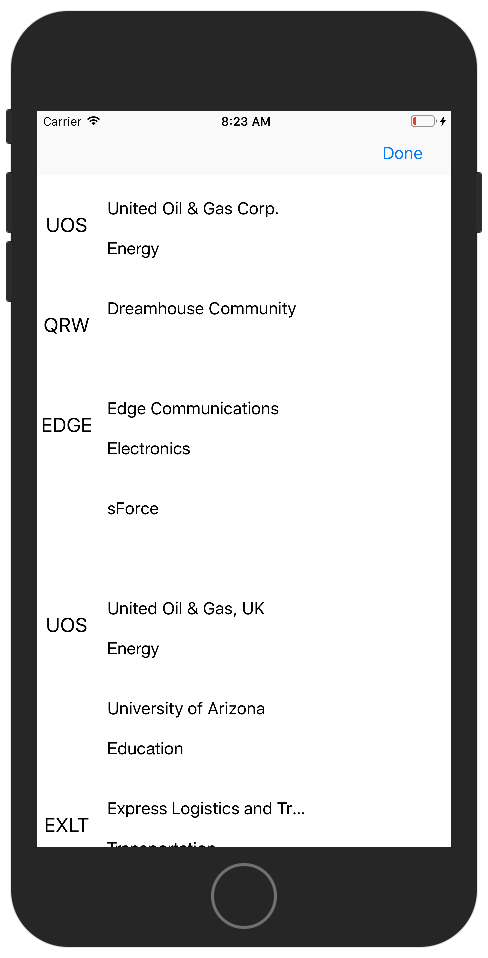 Carrier 8:23 AM
Done
United Oil & Gas Corp.
UOS
Energy
Dreamhouse Community
QRW
Edge Communications
EDGE
Electronics
sForce
United Oil & Gas, UK
UOS
Energy
University of Arizona
Education
Express Logistics and Tr...
EXLT
Transportation